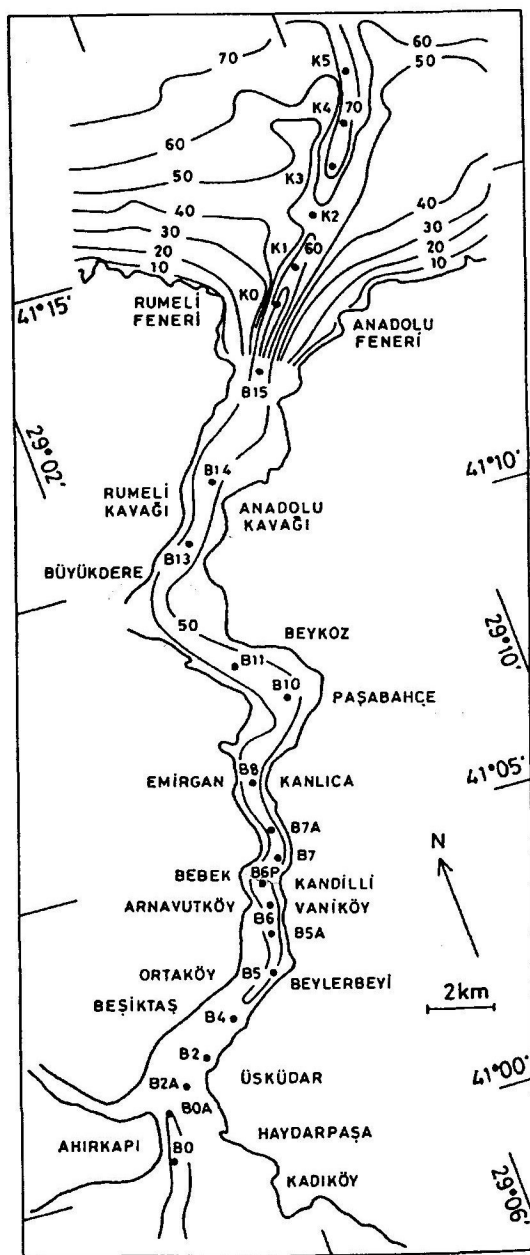 60
K5
50
70
K4
70
60
K3
50
40
K2
40
30
K1
60
30
20
20
10
K0
10
41°15'
RUMELİ
FENERİ
ANADOLU
FENERİ
B15
29°02'
B14
41°10'
RUMELİ
KAVAĞI
ANADOLU
KAVAĞI
B13
BÜYÜKDERE
50
BEYKOZ
29°10'
B11
B10
PAŞABAHÇE
B8
EMİRGAN
KANLICA
41°05'
B7A
B7
N
BEBEK
B6P
KANDİLLİ
ARNAVUTKÖY
VANİKÖY
B6
B5A
ORTAKÖY
B5
BEYLERBEYİ
2km
BEŞİKTAŞ
B4
B2
41°00'
B2A
ÜSKÜDAR
B0A
AHIRKAPI
HAYDARPAŞA
B0
KADIKÖY
29°06'